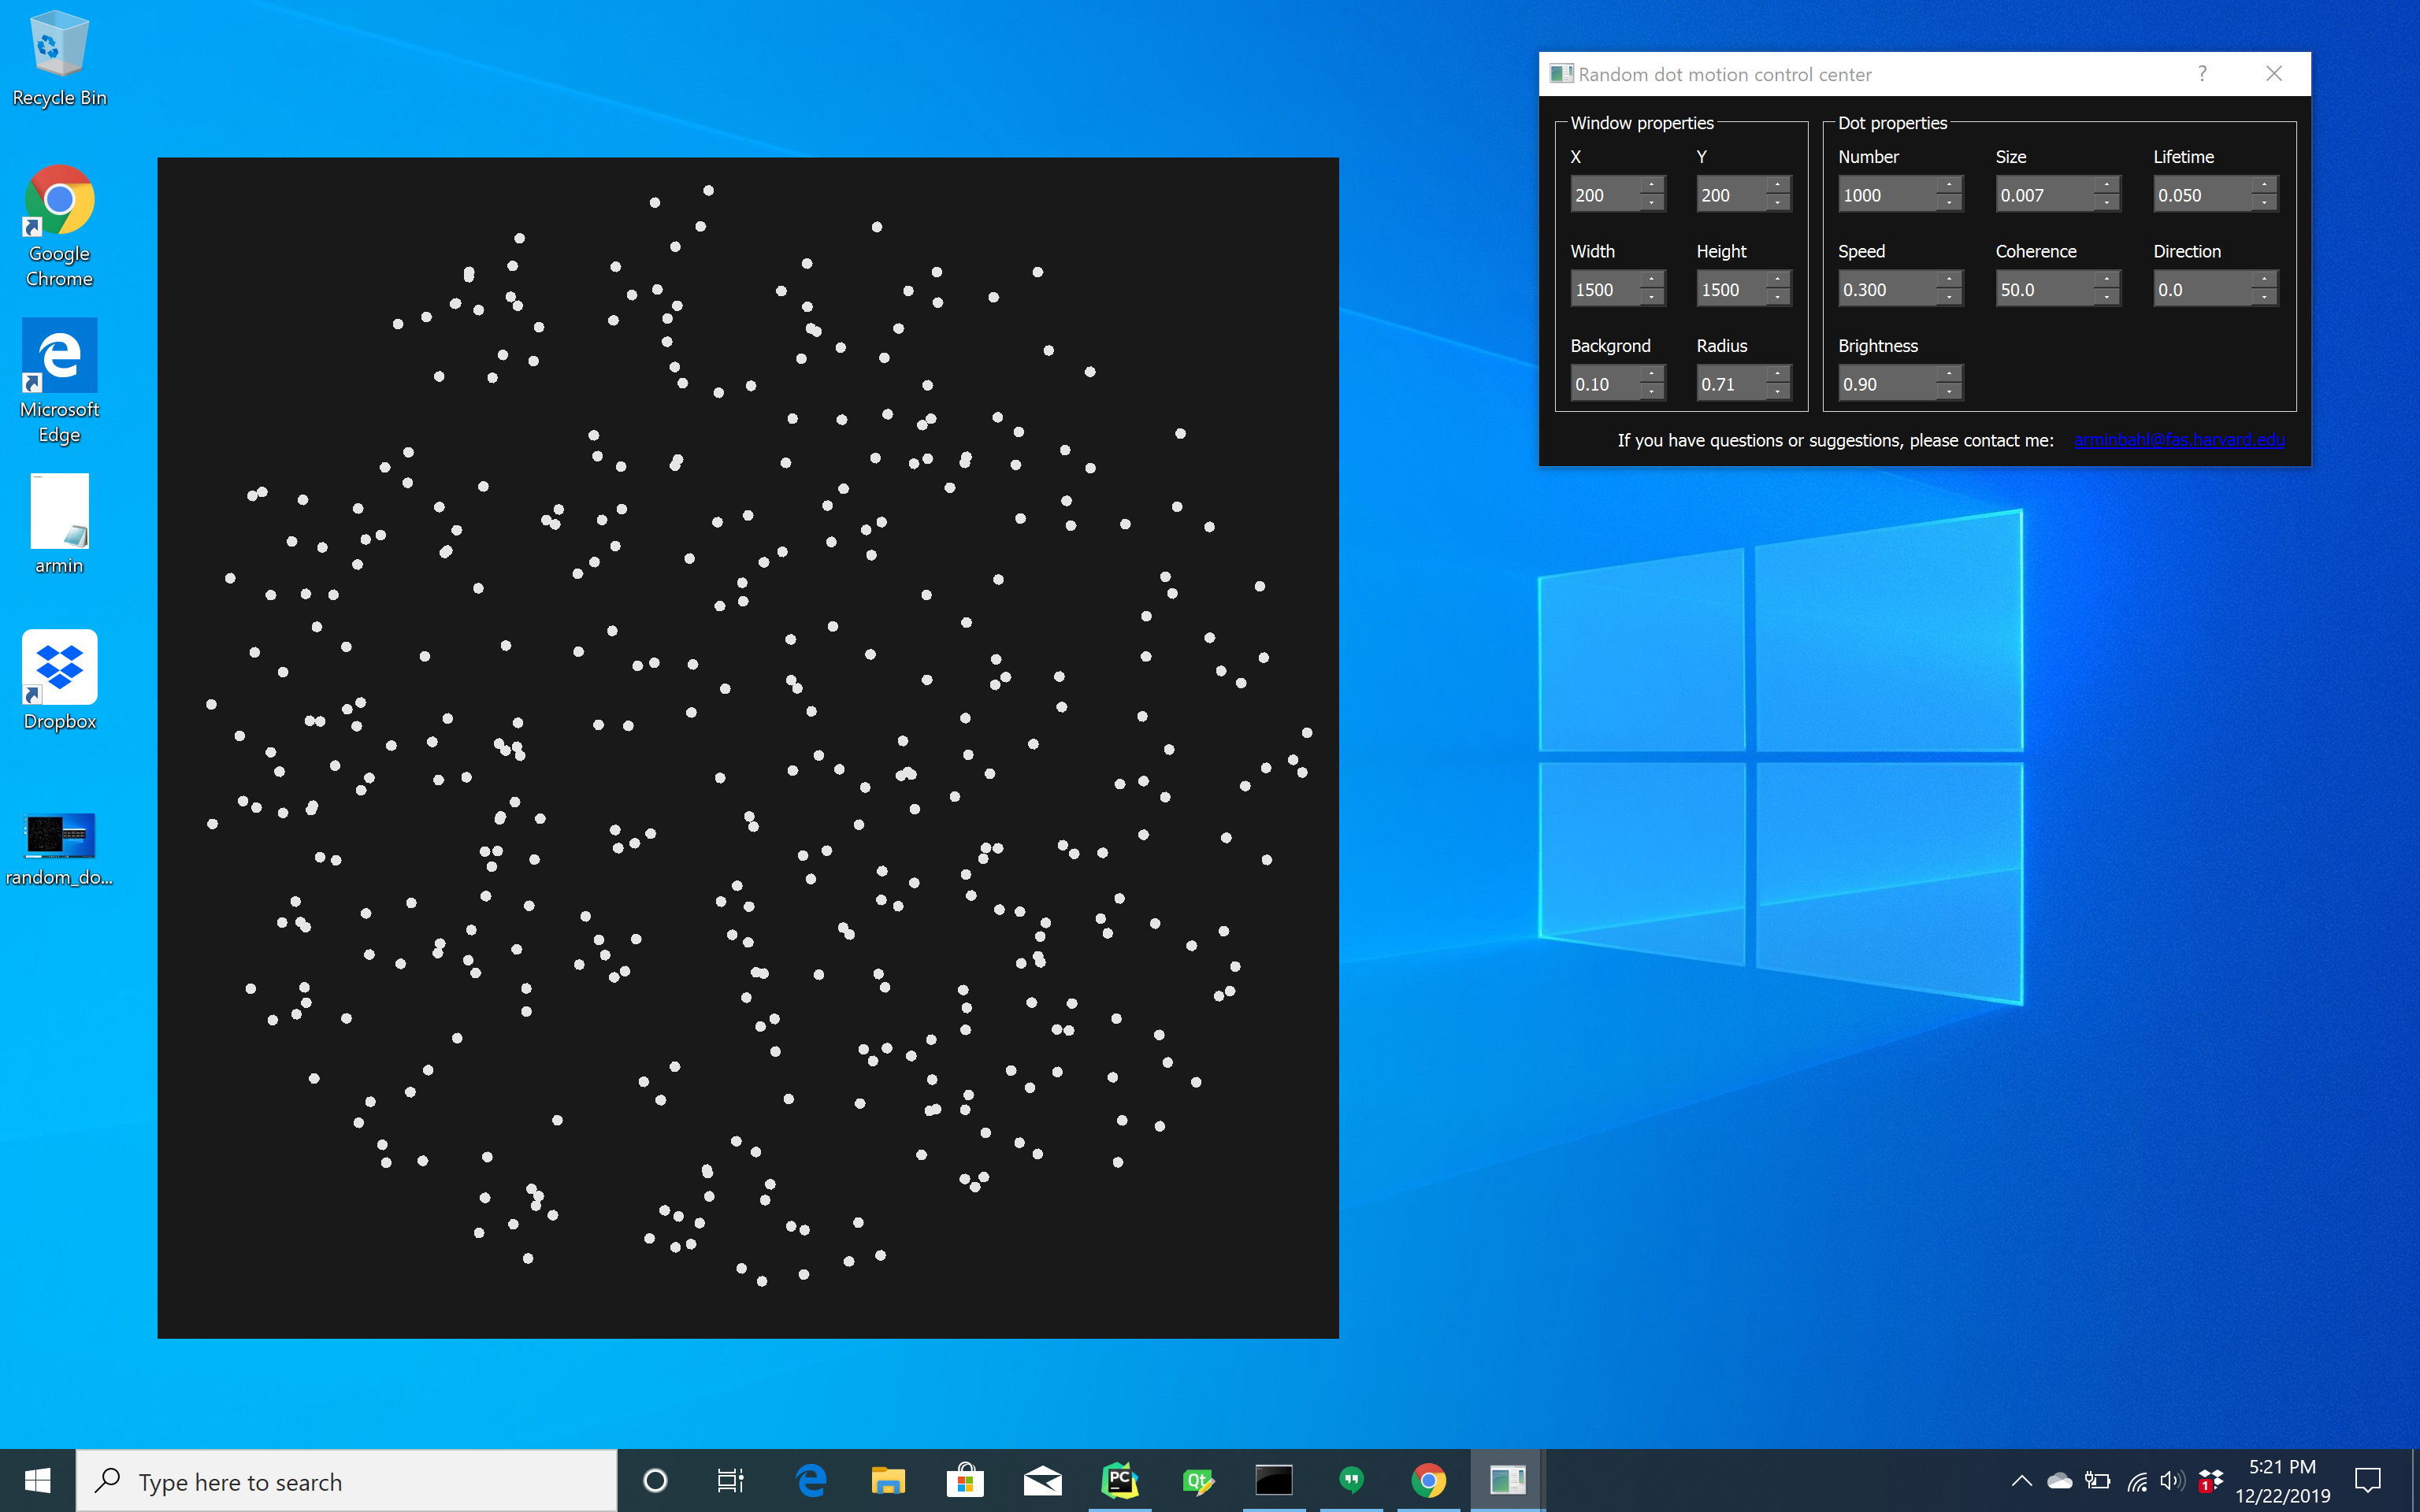 Recycle Bin
Google
Chrome
Microsoft
Edge
armin
Dropbox
random_do...
Random dot motion control center
Window properties
X Y
200 200
Width Height
1500 1500
Backgrond Radius
0.10 0.71
Dot properties
Number Size Lifetime
1000 0.007 0.050
Speed Coherence Direction
0.300 50.0 0.0
Brightness
0.90
If you have questions or suggestions, please contact me: arminbahl@fas.harvard.edu
Type here to search
PC
Qt
1
5:21 PM
12/22/2019